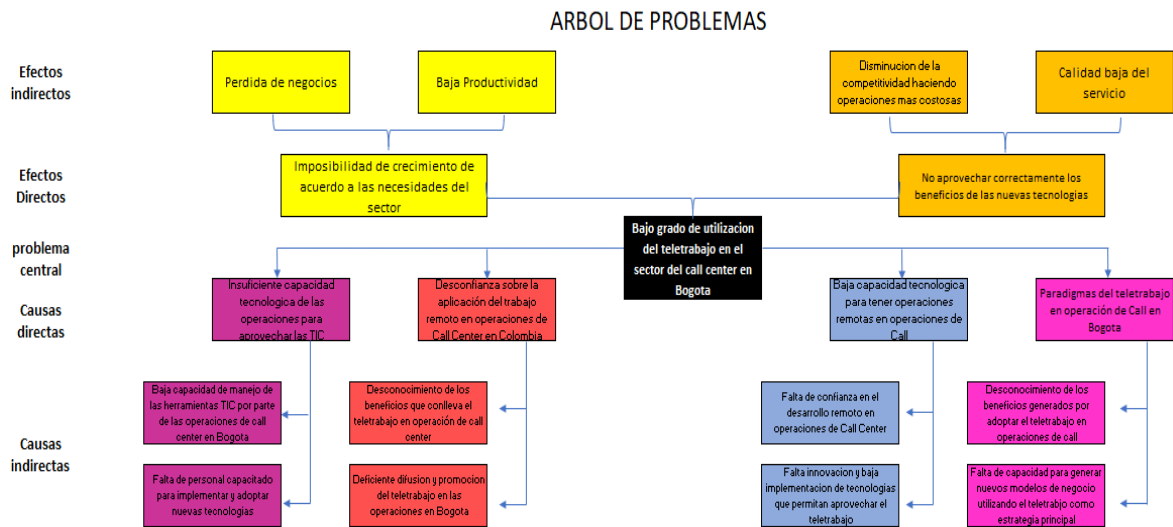 ARBOL DE PROBLEMAS
Efectos
indirectos
Perdida de negocios
Baja Productividad
Disminucion de la
competitividad haciendo
operaciones mas costosas
Calidad baja del
servicio
Efectos
Directos
Imposibilidad de crecimiento de
acuerdo a las necesidades del
sector
No aprovechar correctamente los
beneficios de las nuevas tecnologias
problema
central
Bajo grado de utilizacion
del teletrabajo en el
sector del call center en
Bogota
Causas
directas
Insuficiente capacidad
tecnologica de las
operaciones para
aprovechar las TIC
Desconfianza sobre la
aplicación del trabajo
remoto en operaciones de
Call Center en Colombia
Baja capacidad tecnologica
para tener operaciones
remotas en operaciones de
Call
Paradigmas del teletrabajo
en operación de Call en
Bogota
Causas
indirectas
Baja capacidad de manejo de
las herramientas TIC por parte
de las operaciones de call
center en Bogota
Desconocimiento de los
beneficios que conlleva el
teletrabajo en operación de call
center
Falta de confianza en el
desarrollo remoto en
operaciones de Call Center
Desconocimiento de los
beneficios generados por
adoptar el teletrabajo en
operaciones de call
Falta de personal capacitado
para implementar y adoptar
nuevas tecnologias
Deficiente difusion y promocion
del teletrabajo en las
operaciones en Bogota
Falta innovacion y baja
implementacion de tecnologias
que permitan aprovechar el
teletrabajo
Falta de capacidad para generar
nuevos modelos de negocio
utilizando el teletrbajo como
estrategia principal